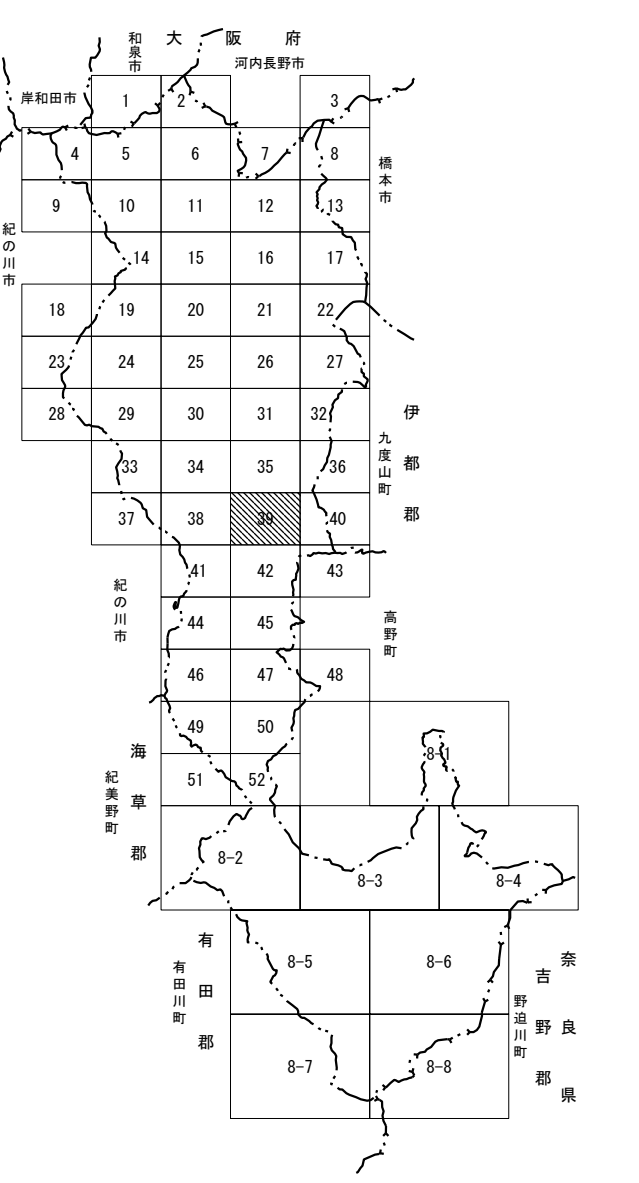 大阪府
和泉市
河内長野市
岸和田市
1 2 3
4 5 6 7 8
橋本市
9 10 11 12 13
紀の川市
14 15 16 17
18 19 20 21 22
23 24 25 26 27
28 29 30 31 32
伊都郡
九度山町
33 34 35 36
37 38 39 40
41 42 43
紀の川市
44 45
高野町
46 47 48
49 50
8-1
海草郡
紀美野町
51 52
8-2 8-3 8-4
有田郡
有田川町
8-5 8-6
奈良県
吉野郡
野迫川町
8-7 8-8